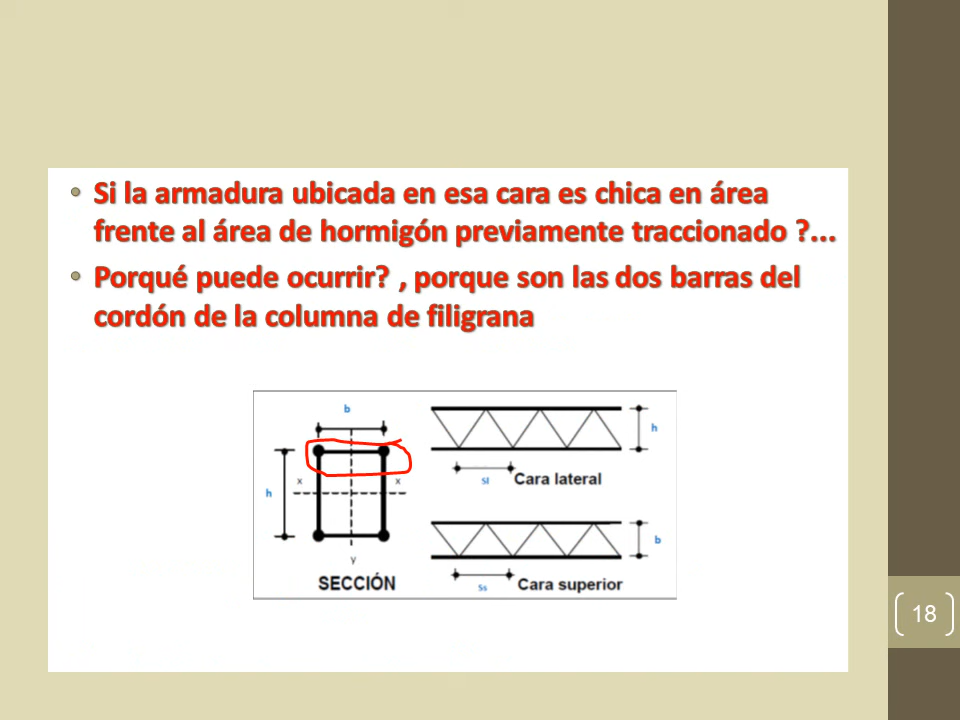 • Si la armadura ubicada en esa cara es chica en área
frente al área de hormigón previamente traccionado ?...
• Porqué puede ocurrir? , porque son las dos barras del
cordón de la columna de filigrana
b
h
x x
y
SECCIÓN
h
sl
Cara lateral
b
Ss
Cara superior
18